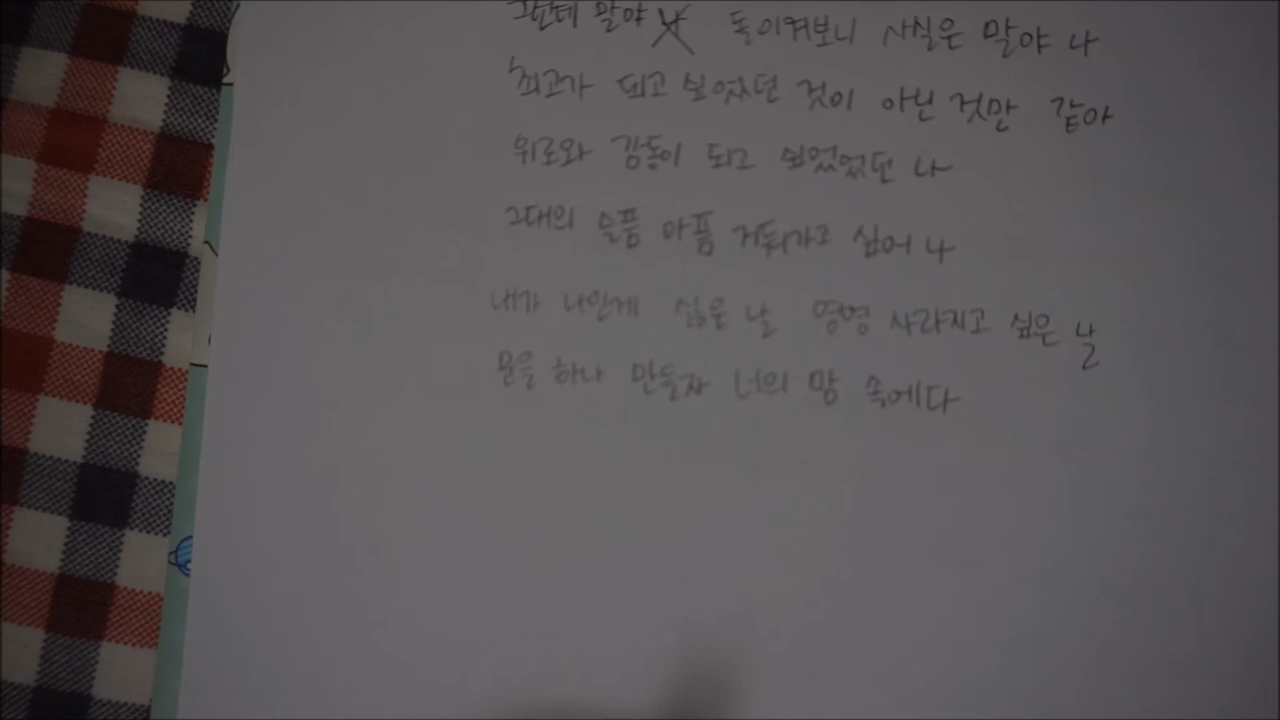 그런데 말야 돌이켜보니 사실은 말야 나
최고가 되고 싶었던 것이 아닌 것만 같아
위로와 감동이 되고 싶었었던 나
그대의 슬픔 아픔 거둬가고 싶어 나
내가 나인게 싫은 날 영영 사라지고 싶은 날
문을 하나 만들자 너의 맘 속에다